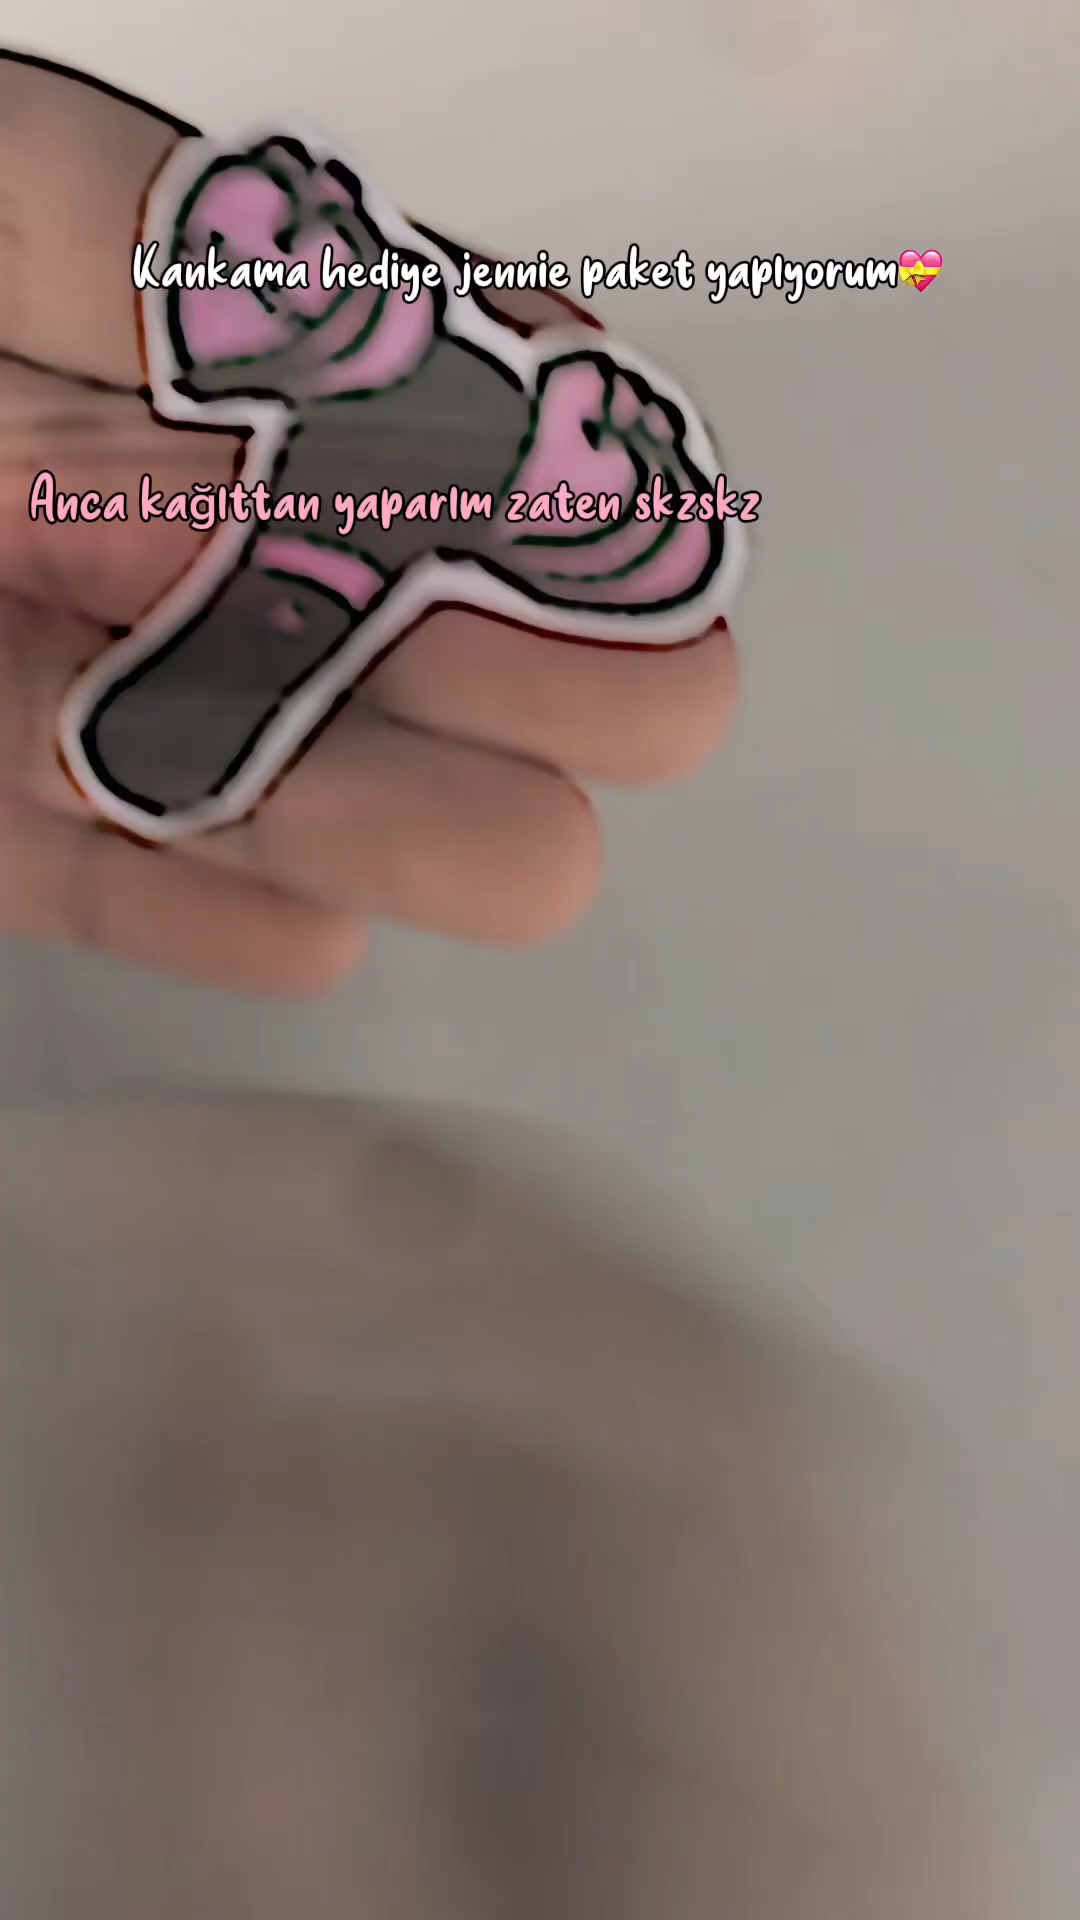 Kankama hediye jennie paket yapıyorum💝
Anca kağıttan yaparım zaten skzskz